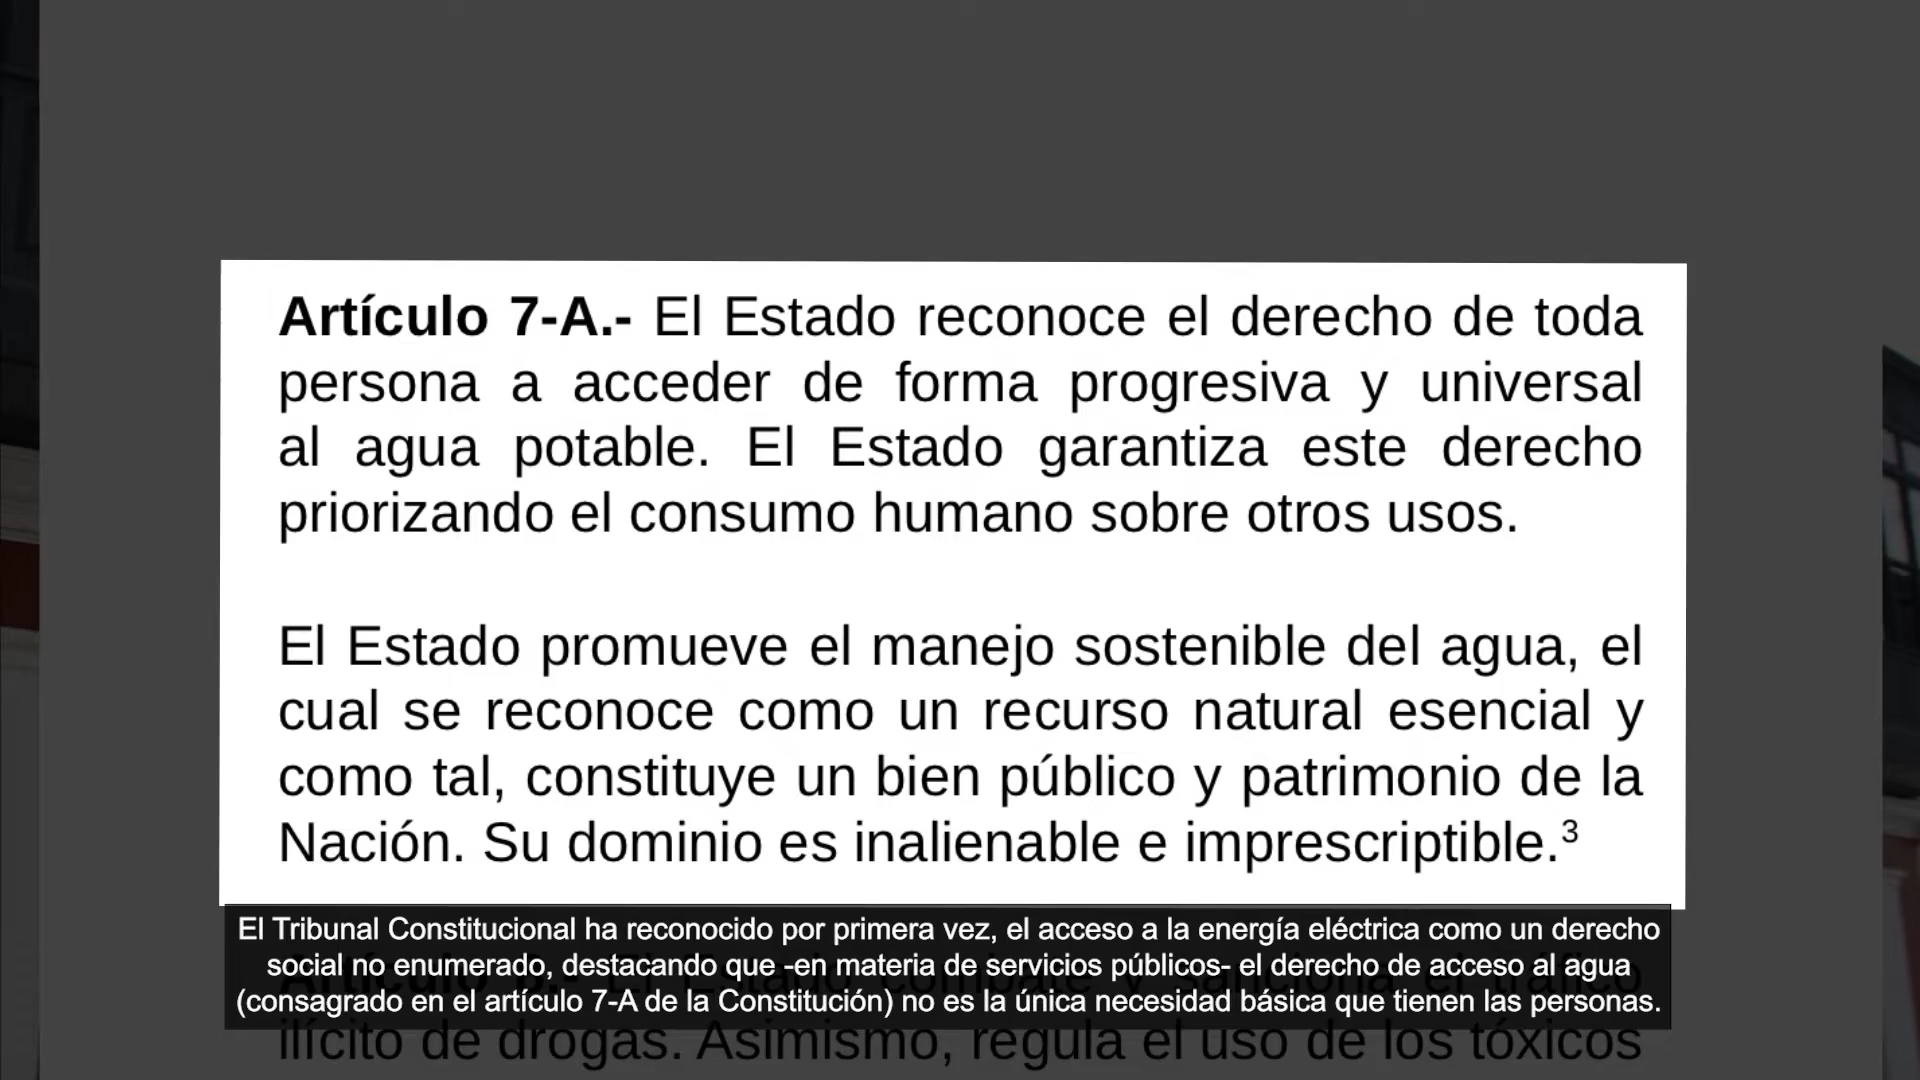 Artículo 7-A.- El Estado reconoce el derecho de toda
persona a acceder de forma progresiva y universal
al agua potable. El Estado garantiza este derecho
priorizando el consumo humano sobre otros usos.
El Estado promueve el manejo sostenible del agua, el
cual se reconoce como un recurso natural esencial y
como tal, constituye un bien público y patrimonio de la
Nación. Su dominio es inalienable e imprescriptible.³
El Tribunal Constitucional ha reconocido por primera vez, el acceso a la energía eléctrica como un derecho
social no enumerado, destacando que -en materia de servicios públicos- el derecho de acceso al agua
(consagrado en el artículo 7-A de la Constitución) no es la única necesidad básica que tienen las personas.
ilícito de drogas. Asimismo, regula el uso de los tóxicos